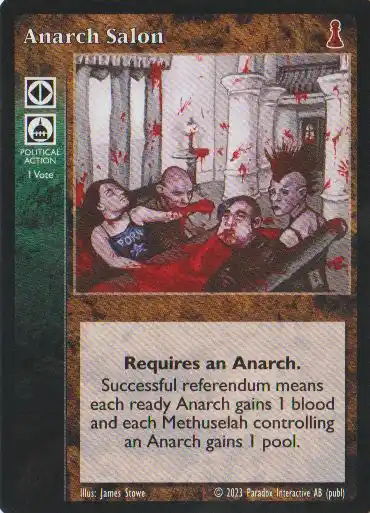 Anarch Salon
POLITICAL
ACTION
1 Vote
PORN
Requires an Anarch.
Successful referendum means
each ready Anarch gains 1 blood
and each Methuselah controlling
an Anarch gains 1 pool.
Illus: James Stowe © 2023 Paradox Interactive AB (publ)